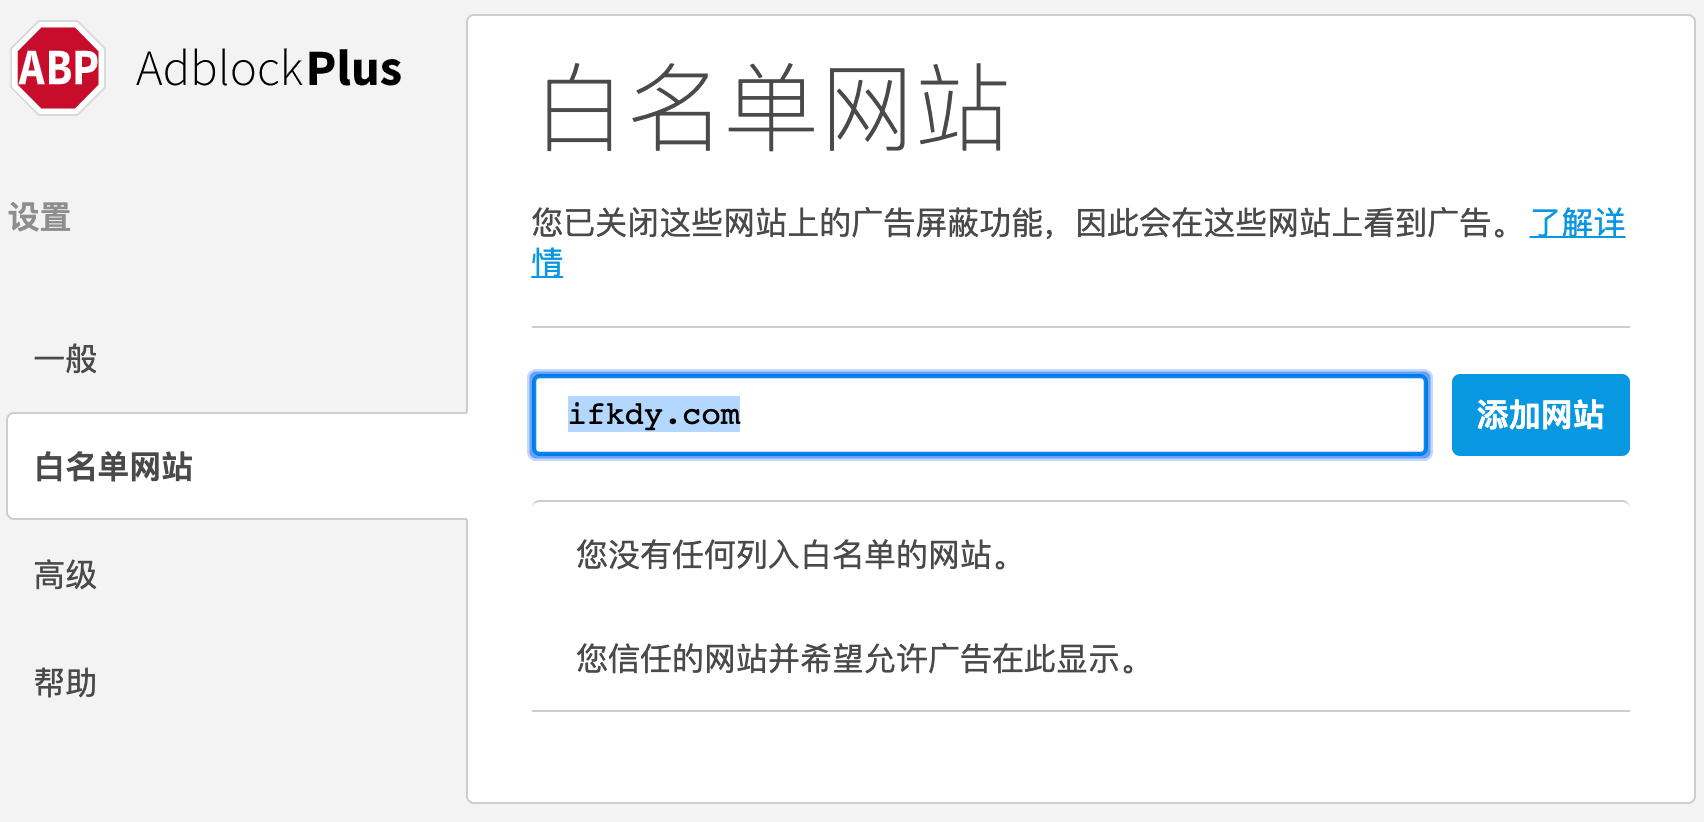 ABP
AdblockPlus
设置
一般
白名单网站
高级
帮助
白名单网站
您已关闭这些网站上的广告屏蔽功能，因此会在这些网站上看到广告。 了解详
情
ifkdy.com
添加网站
您没有任何列入白名单的网站。
您信任的网站并希望允许广告在此显示。